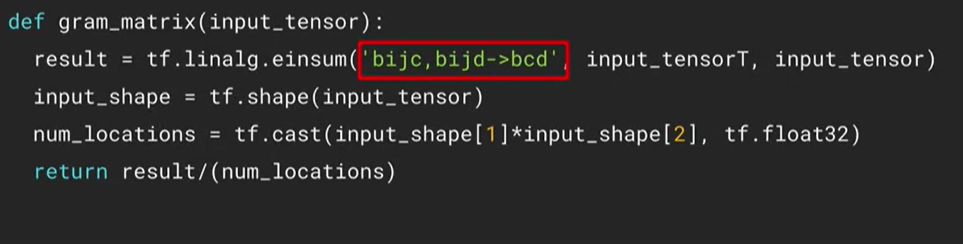 def gram_matrix(input_tensor):
result = tf.linalg.einsum('bijc,bijd->bcd', input_tensorT, input_tensor)
input_shape = tf.shape(input_tensor)
num_locations = tf.cast(input_shape[1]*input_shape[2], tf.float32)
return result/(num_locations)